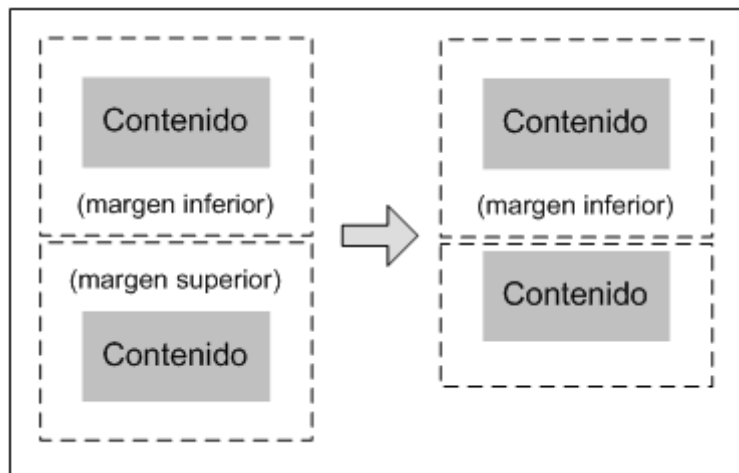 Contenido
(margen inferior)
(margen superior)
Contenido
Contenido
(margen inferior)
Contenido